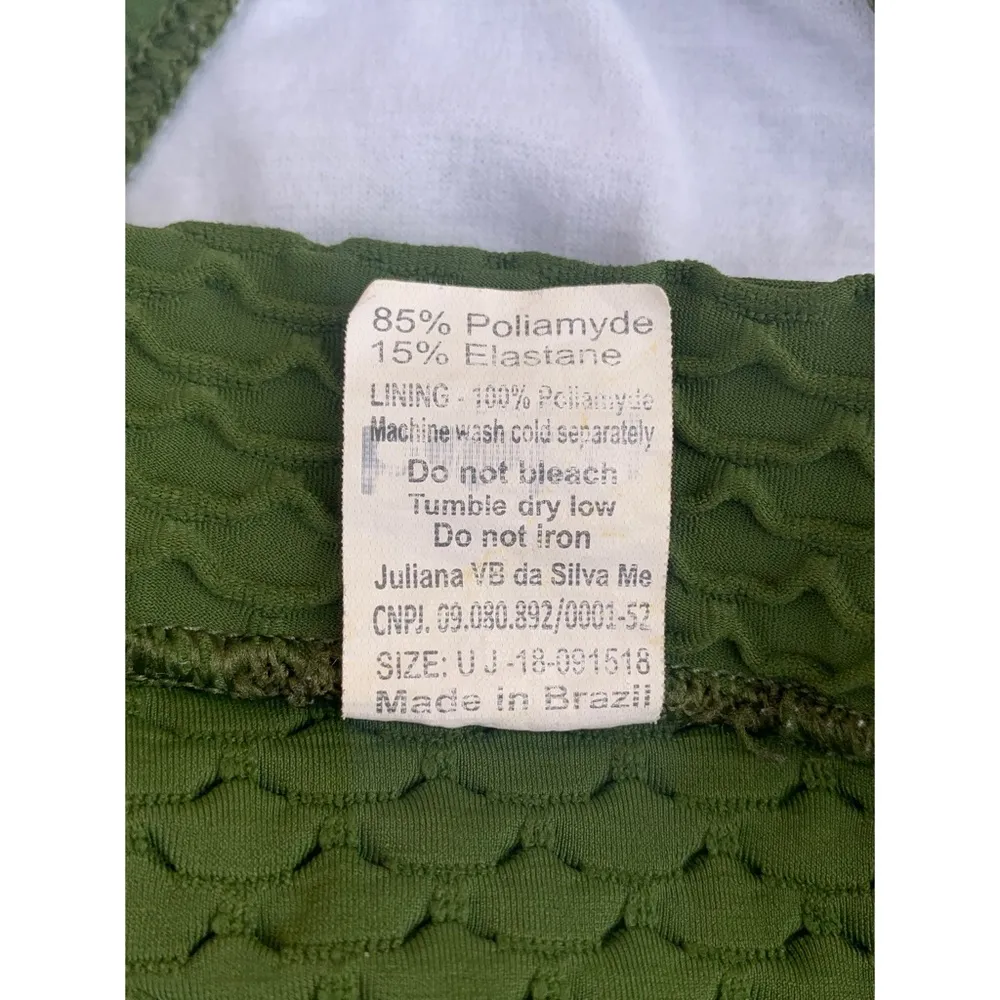 85% Poliamyde
15% Elastane
LINING - 100% Poliamyde
Machine wash cold separately
Do not bleach
Tumble dry low
Do not iron
Juliana VB da Silva Me
CNPJ. 09.080.892/0001-52
SIZE: U J -18-091518
Made in Brazil